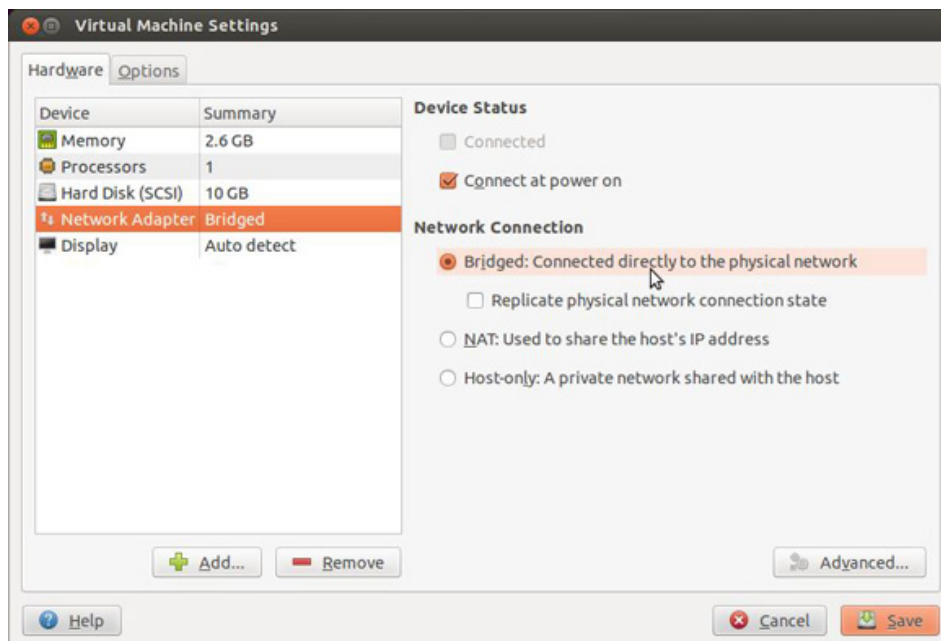 Virtual Machine Settings
Hardware Options
Device Summary
Memory 2.6 GB
Processors 1
Hard Disk (SCSI) 10 GB
Network Adapter Bridged
Display Auto detect
Add... Remove
Device Status
Connected
Connect at power on
Network Connection
Bridged: Connected directly to the physical network
Replicate physical network connection state
NAT: Used to share the host's IP address
Host-only: A private network shared with the host
Advanced...
Help Cancel Save